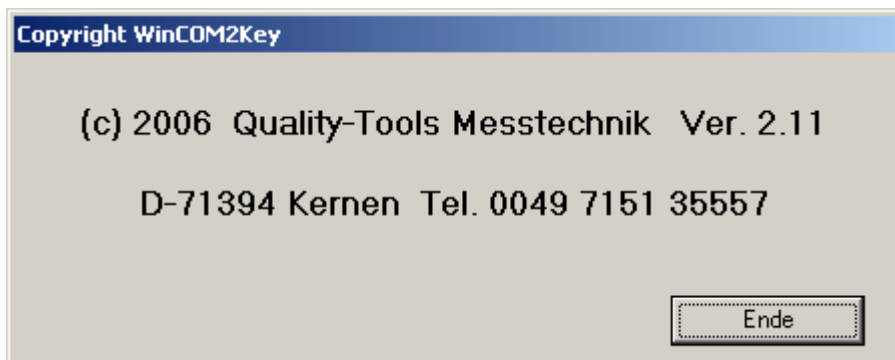 Copyright WinCOM2Key
(c) 2006 Quality-Tools Messtechnik Ver. 2.11
D-71394 Kernen Tel. 0049 7151 35557
Ende